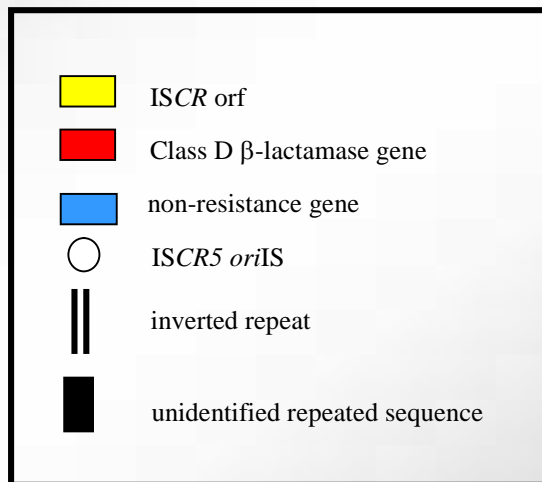 ISCR orf
Class D β-lactamase gene
non-resistance gene
ISCR5 oriIS
inverted repeat
unidentified repeated sequence